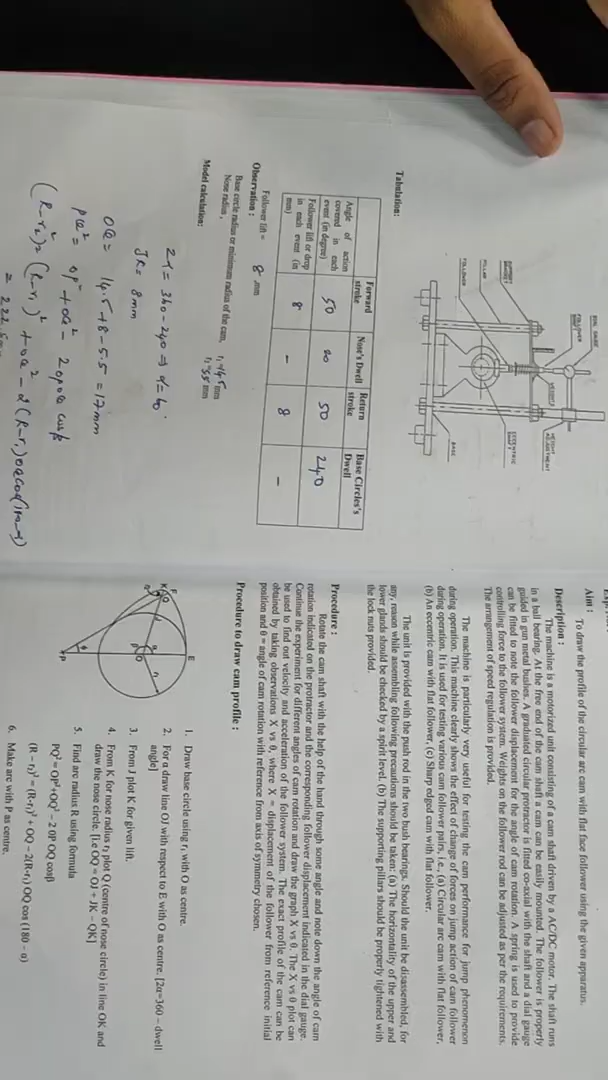 DIAL GAUGE
FOLLOWER
SUPPORT
PILLAR
FOLLOWER
WEIGHTS
HEIGHT
ADJUSTMENT
ECCENTRIC
BASE
Tabulation:
Forward stroke
Nose's Dwell
Return stroke
Base Circles's Dwell
Angle of action covered in each event (in degree)
50
20
50
240
Follower lift or drop in each event (in mm)
8
-
8
-
Follower lift = 8 mm
Observation :
Base circle radius or minimum radius of the cam, r₁ 14.5 mm
Nose radius , r₂ 5.5 mm
Model calculation:
2α = 360 - 240 ⇒ α = 60°
JK = 8mm
OQ = 14.5 + 8 - 5.5 = 17mm
PQ² = OP² + OQ² - 2 OP OQ cosβ
(R-r₂)² (R-r₁)² + OQ² - 2(R-r₁) OQ cos(180-α)
Aim :
To draw the profile of the circular arc cam with flat face follower using the given apparatus.
Description :
The machine is a motorized unit consisting of a cam shaft driven by a AC/DC motor. The shaft runs
in a ball bearing. At the free end of the cam shaft a cam can be easily mounted. The follower is properly
guided in gun metal bushes. A graduated circular protractor is fitted co-axial with the shaft and a dial gauge
can be fitted to note the follower displacement for the angle of cam rotation. A spring is used to provide
controlling force to the follower system. Weights on the follower rod can be adjusted as per the requirements.
The arrangement of speed regulation is provided.
The machine is particularly very useful for testing the cam performance for jump phenomenon
during operation. This machine clearly shows the effect of change of forces on jump action of cam follower
during operation. It is used for testing various cam follower pairs, i.e., (a) Circular arc cam with flat follower,
(b) An eccentric cam with flat follower, (c) Sharp edged cam with flat follower.
The unit is provided with the push rod in the two bush bearings. Should the unit be disassembled, for
any, reason while assembling following precautions should be taken: (a) The horizontality of the upper and
lower glands should be checked by a spirit level. (b) The supporting pillars should be properly tightened with
the lock nuts provided.
Procedure :
Rotate the cam shaft with the help of the hand through some angle and note down the angle of cam
rotation indicated on the protractor and the corresponding follower displacement indicated in the dial gauge.
Continue the experiment for different angles of cam rotation and draw the graph X vs θ. The X vs θ plot can
be used to find out velocity and acceleration of the follower system. The exact profile of the cam can be
obtained by taking observations X vs θ, where X = displacement of the follower from reference initial
position and θ = angle of cam rotation with reference from axis of symmetry chosen.
Procedure to draw cam profile :
1. Draw base circle using r₁ with O as centre.
2. For α draw line OJ with respect to E with O as centre. [2α=360 – dwell
angle]
3. From J plot K for given lift.
4. From K for nose radius r₂ plot Q (centre of nose circle) in line OK and
draw the nose circle. [i.e OQ = OJ + JK - QK]
5. Find arc radius R using formula
PQ² = OP² +OQ² - 2 OP OQ cosβ
(R – r₂)² = (R-r₁)² + OQ – 2(R-r₁) OQ cos (180 – α)
6. Make arc with P as centre.